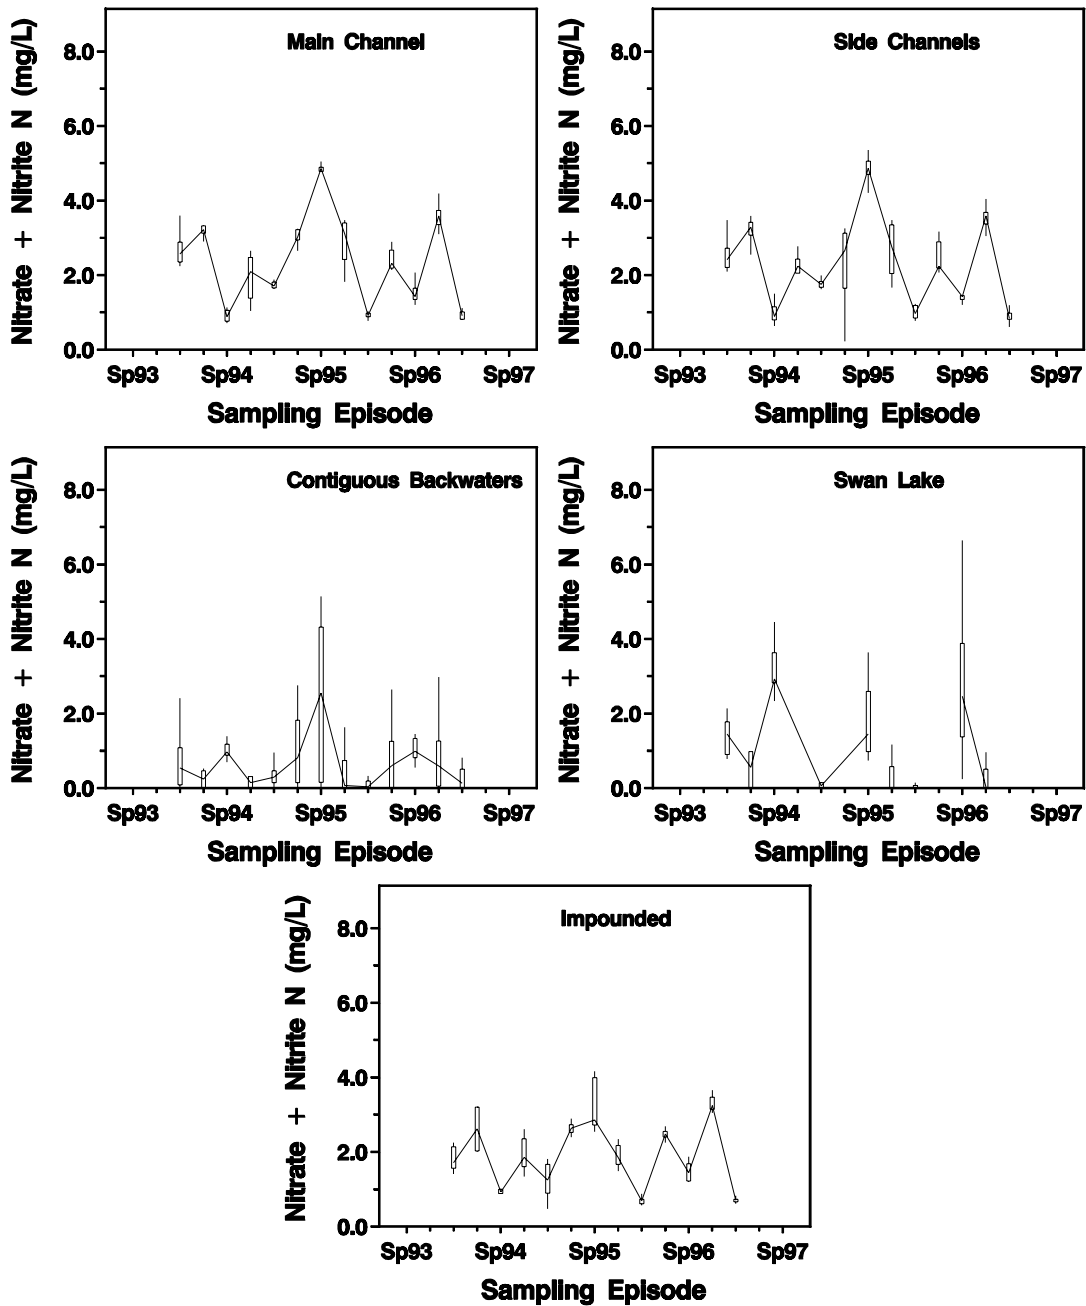 Main Channel
Nitrate + Nitrite N (mg/L)
8.0
6.0
4.0
2.0
0.0
Sp93 Sp94 Sp95 Sp96 Sp97
Sampling Episode
Side Channels
Nitrate + Nitrite N (mg/L)
8.0
6.0
4.0
2.0
0.0
Sp93 Sp94 Sp95 Sp96 Sp97
Sampling Episode
Contiguous Backwaters
Nitrate + Nitrite N (mg/L)
8.0
6.0
4.0
2.0
0.0
Sp93 Sp94 Sp95 Sp96 Sp97
Sampling Episode
Swan Lake
Nitrate + Nitrite N (mg/L)
8.0
6.0
4.0
2.0
0.0
Sp93 Sp94 Sp95 Sp96 Sp97
Sampling Episode
Impounded
Nitrate + Nitrite N (mg/L)
8.0
6.0
4.0
2.0
0.0
Sp93 Sp94 Sp95 Sp96 Sp97
Sampling Episode